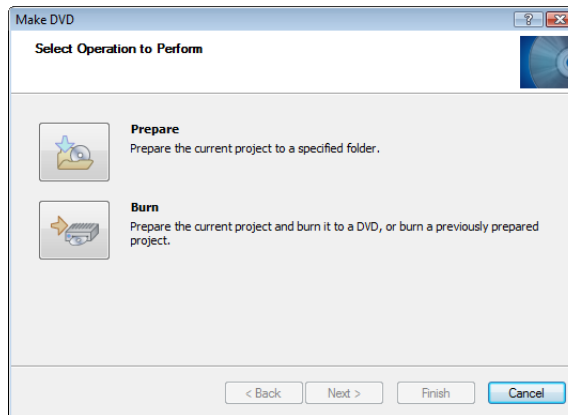 Make DVD
Select Operation to Perform
Prepare
Prepare the current project to a specified folder.
Burn
Prepare the current project and burn it to a DVD, or burn a previously prepared
project.
< Back Next > Finish Cancel